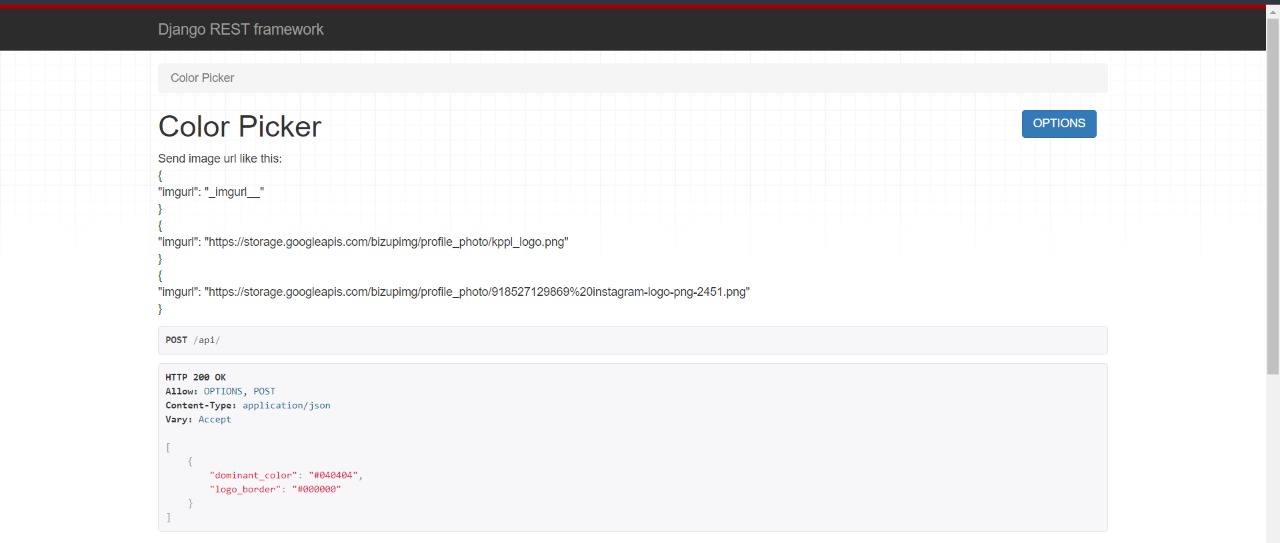 Django REST framework
Color Picker
Color Picker
OPTIONS
Send image url like this:
{
"imgurl": "_imgurl__"
}
{
"imgurl": "https://storage.googleapis.com/bizupimg/profile_photo/kppl_logo.png"
}
{
"imgurl": "https://storage.googleapis.com/bizupimg/profile_photo/918527129869%20instagram-logo-png-2451.png"
}
POST /api/
HTTP 200 OK
Allow: OPTIONS, POST
Content-Type: application/json
Vary: Accept
[
{
"dominant_color": "#040404",
"logo_border": "#000000"
}
]